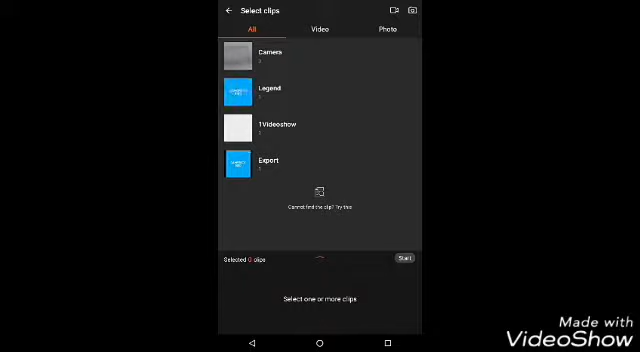 Select clips
All
Video
Photo
Camera
Legend
1Videoshow
Export
Cannot find the clip? Try this
Selected 0 clips
Start
Select one or more clips
Made with
VideoShow